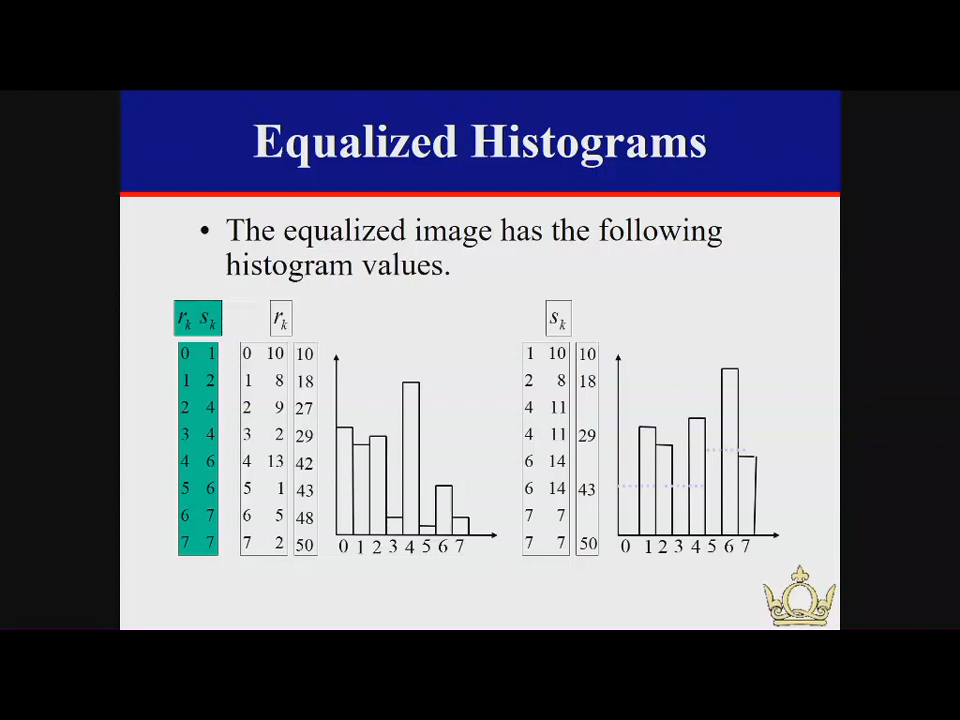 Equalized Histograms
• The equalized image has the following
histogram values.
rk sk rk sk
0 1 0 10 10 1 10 10
1 2 1 8 18 2 8 18
2 4 2 9 27 4 11
3 4 3 2 29 4 11 29
4 6 4 13 42 6 14
5 6 5 1 43 6 14 43
6 7 6 5 48 7 7
7 7 7 2 50 7 7 50
0 1 2 3 4 5 6 7 0 1 2 3 4 5 6 7